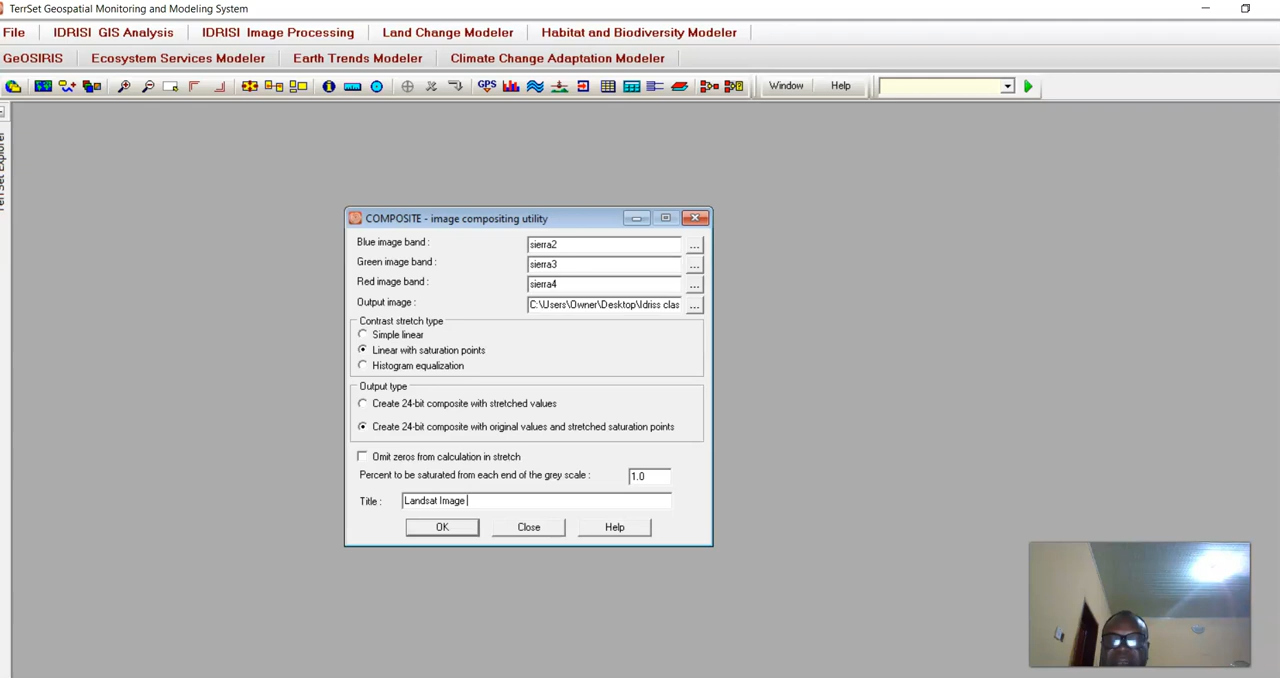 TerrSet Geospatial Monitoring and Modeling System
File IDRISI GIS Analysis IDRISI Image Processing Land Change Modeler Habitat and Biodiversity Modeler
GeOSIRIS Ecosystem Services Modeler Earth Trends Modeler Climate Change Adaptation Modeler
GPS Window Help
TerrSet Explorer
COMPOSITE - image compositing utility
Blue image band : sierra2 ...
Green image band : sierra3 ...
Red image band : sierra4 ...
Output image : C:\Users\Owner\Desktop\Idriss clas ...
Contrast stretch type
Simple linear
Linear with saturation points
Histogram equalization
Output type
Create 24-bit composite with stretched values
Create 24-bit composite with original values and stretched saturation points
Omit zeros from calculation in stretch
Percent to be saturated from each end of the grey scale : 1.0
Title : Landsat Image
OK Close Help